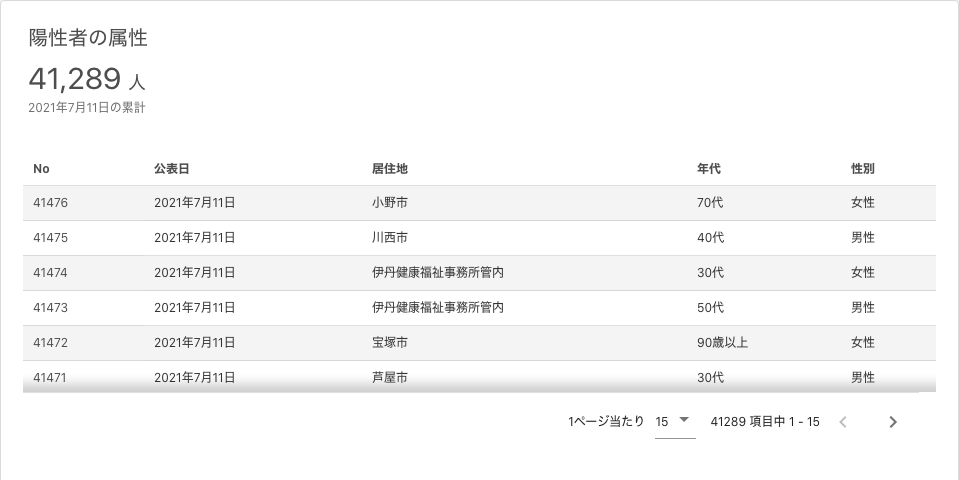 陽性者の属性
41,289 人
2021年7月11日の累計
No 公表日 居住地 年代 性別
41476 2021年7月11日 小野市 70代 女性
41475 2021年7月11日 川西市 40代 男性
41474 2021年7月11日 伊丹健康福祉事務所管内 30代 女性
41473 2021年7月11日 伊丹健康福祉事務所管内 50代 男性
41472 2021年7月11日 宝塚市 90歳以上 女性
41471 2021年7月11日 芦屋市 30代 男性
1ページ当たり 15 41289 項目中 1 - 15